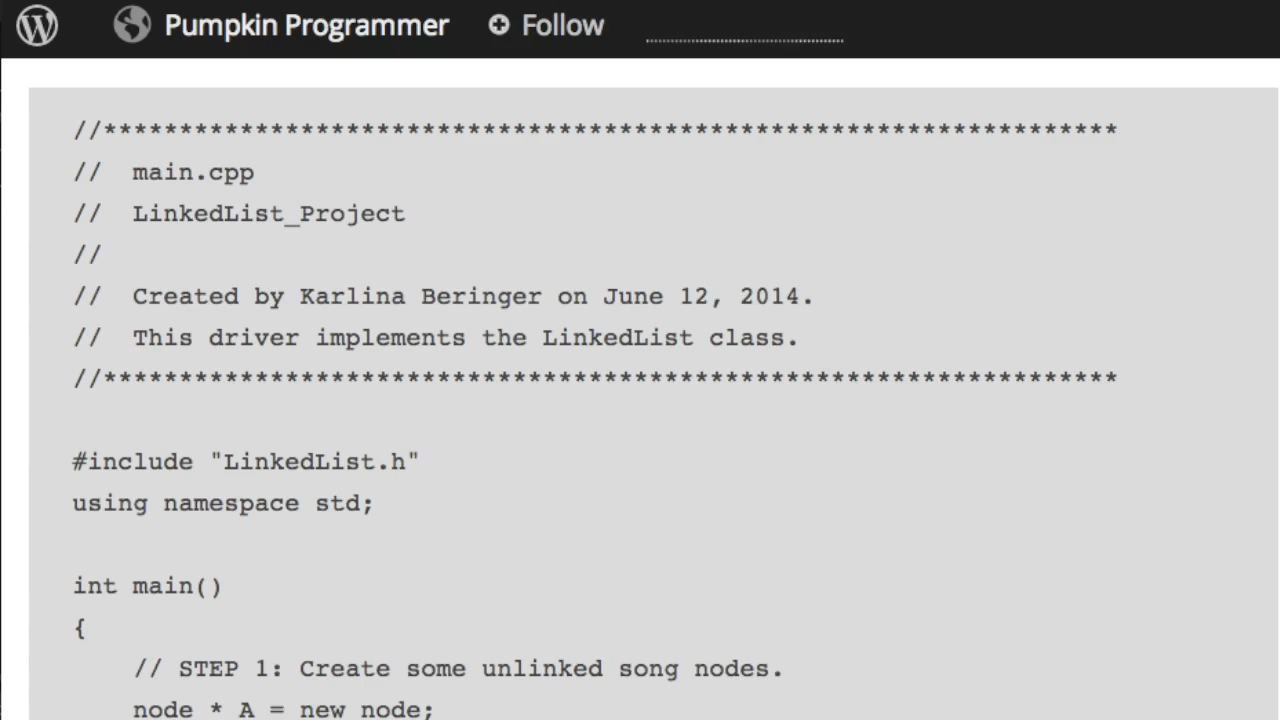 Pumpkin Programmer Follow
//*******************************************************************
// main.cpp
// LinkedList_Project
//
// Created by Karlina Beringer on June 12, 2014.
// This driver implements the LinkedList class.
//*******************************************************************
#include "LinkedList.h"
using namespace std;
int main()
{
// STEP 1: Create some unlinked song nodes.
node * A = new node;